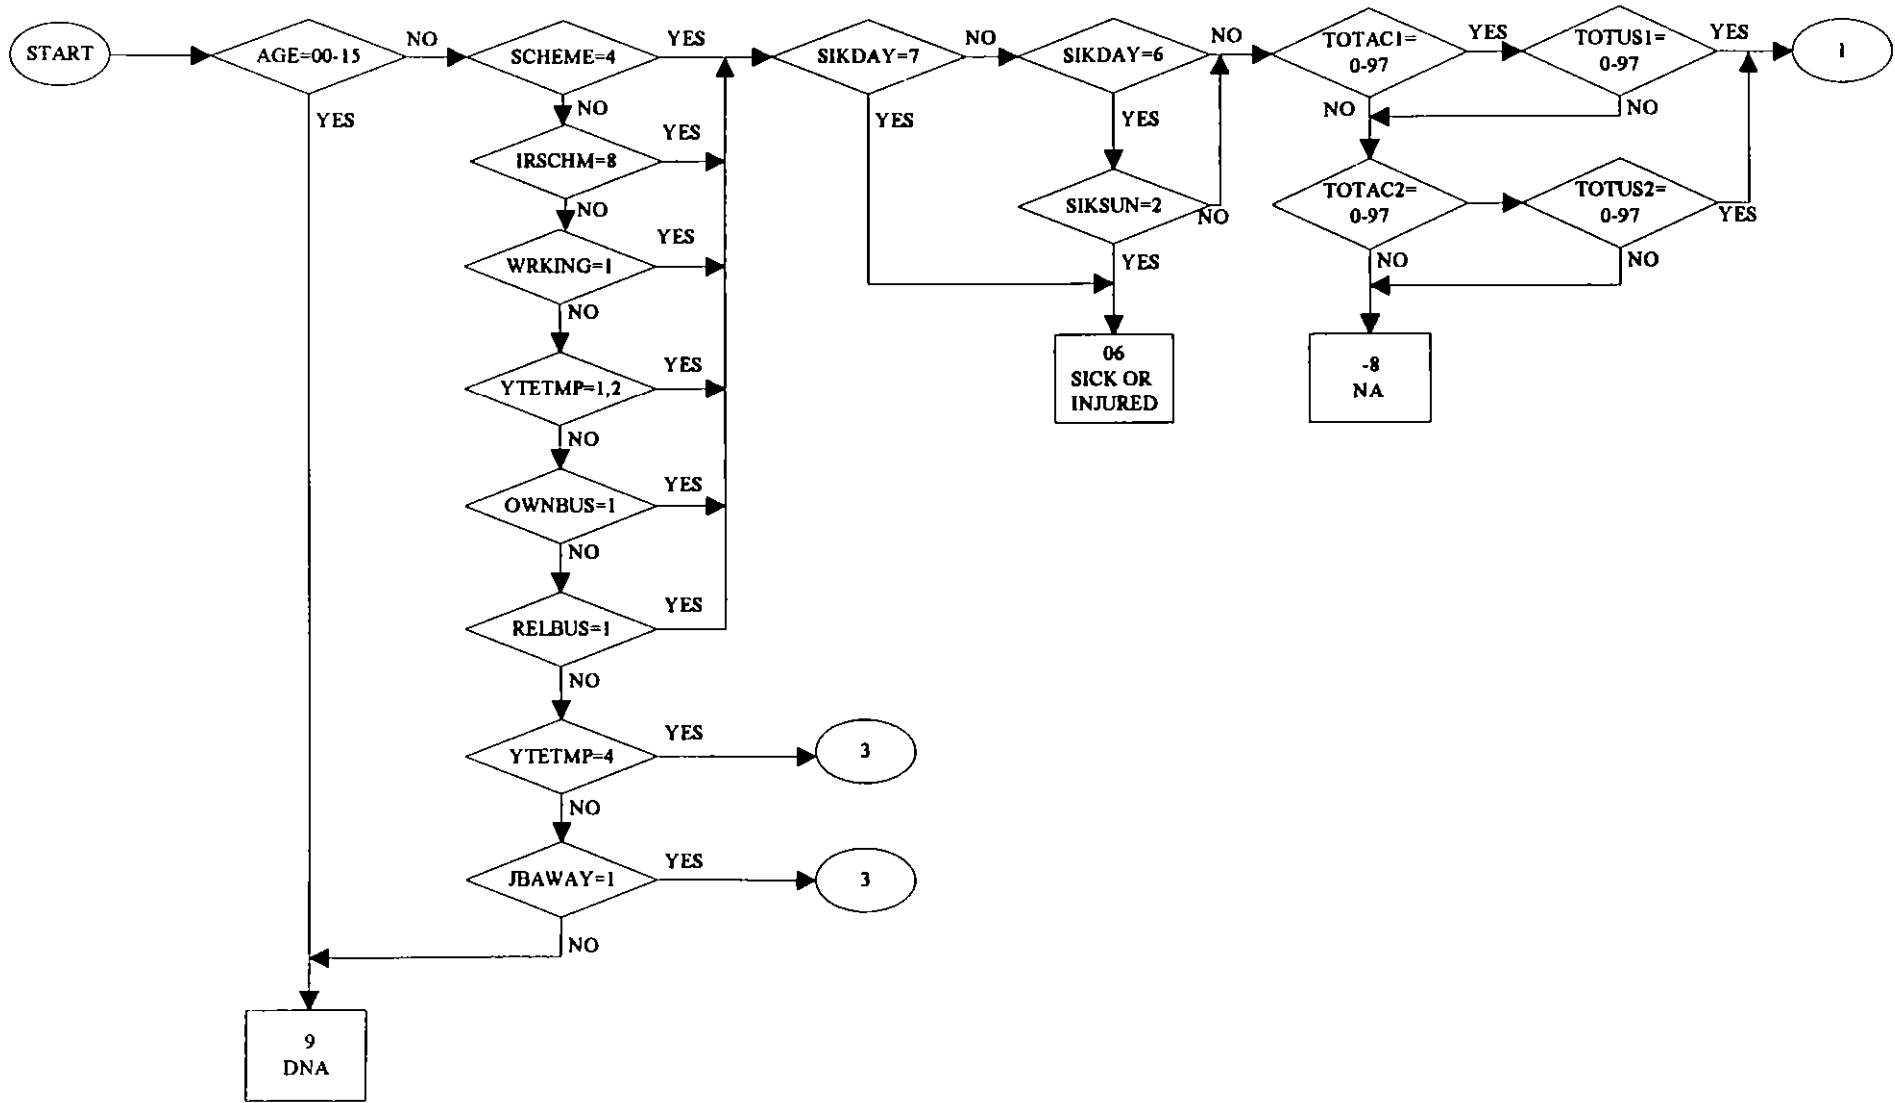 START
AGE=00-15
NO
YES
SCHEME=4
YES
NO
IRSCHM=8
YES
NO
WRKING=1
YES
NO
YTETMP=1,2
YES
NO
OWNBUS=1
YES
NO
RELBUS=1
YES
NO
YTETMP=4
YES
3
NO
JBAWAY=1
YES
3
NO
9
DNA
SIKDAY=7
NO
YES
SIKDAY=6
NO
YES
SIKSUN=2
NO
YES
06
SICK OR
INJURED
TOTAC1=
0-97
YES
NO
TOTUS1=
0-97
YES
NO
1
TOTAC2=
0-97
NO
TOTUS2=
0-97
YES
NO
-8
NA